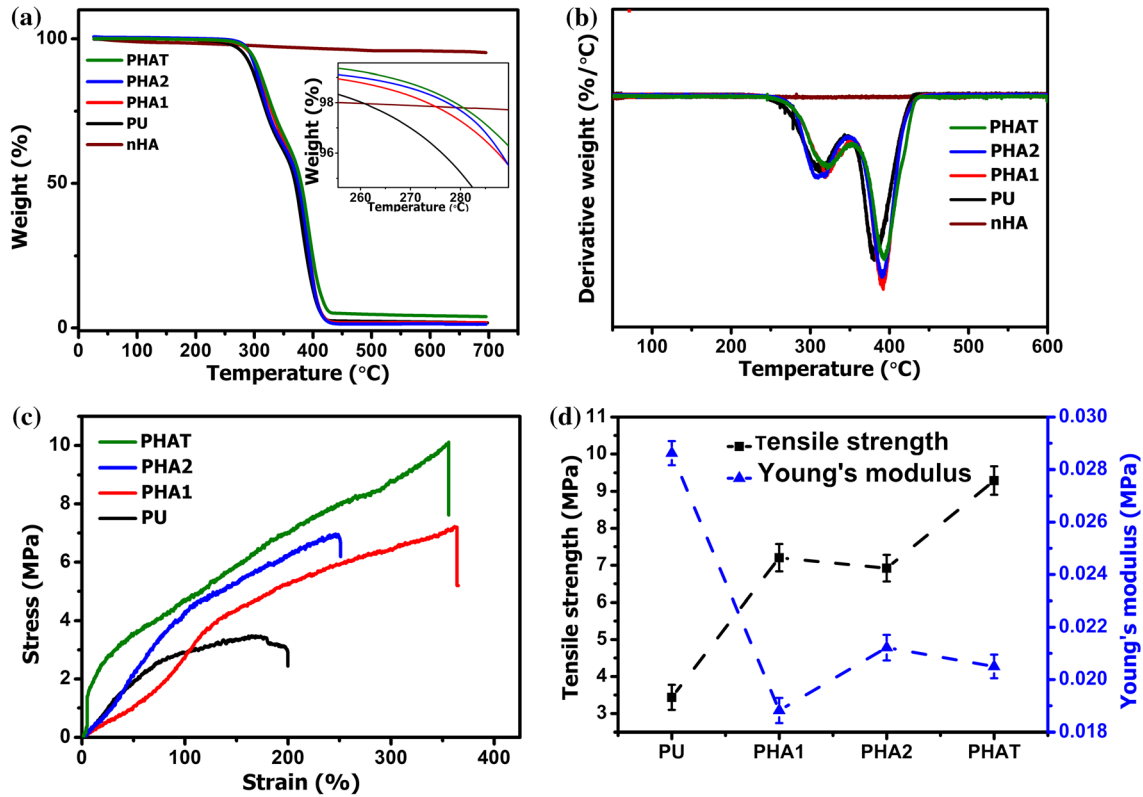 (a)
100
50
0
Weight (%)
PHAT
PHA2
PHA1
PU
nHA
98
96
Weight (%)
260 270 280
Temperature (°C)
0 100 200 300 400 500 600 700
Temperature (°C)
(b)
Derivative weight (%/°C)
PHAT
PHA2
PHA1
PU
nHA
100 200 300 400 500 600
Temperature (°C)
(c)
10
8
6
4
2
0
Stress (MPa)
PHAT
PHA2
PHA1
PU
0 100 200 300 400
Strain (%)
(d)
11
10
9
8
7
6
5
4
3
Tensile strength (MPa)
Tensile strength
Young's modulus
0.030
0.028
0.026
0.024
0.022
0.020
0.018
Young's modulus (MPa)
PU PHA1 PHA2 PHAT